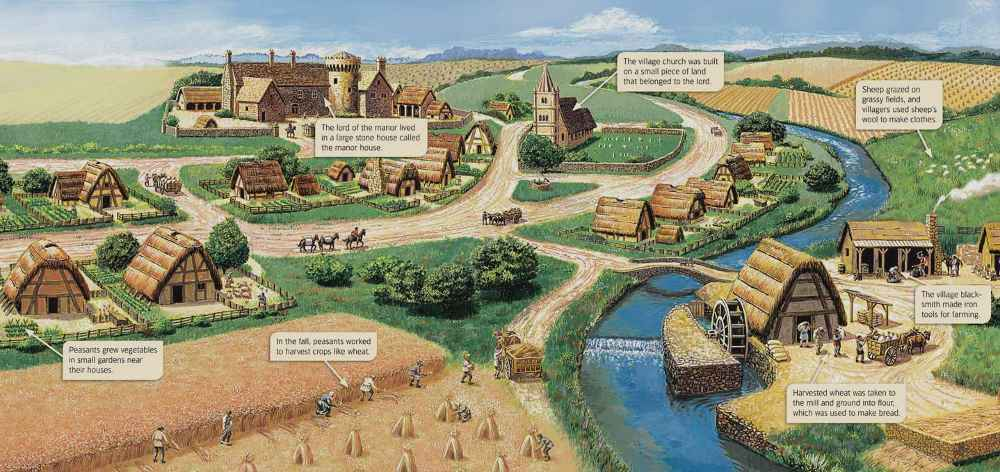 The village church was built
on a small piece of land
that belonged to the lord.
Sheep grazed on
grassy fields, and
villagers used sheep's
wool to make clothes.
The lord of the manor lived
in a large stone house called
the manor house.
The village black-
smith made iron
tools for farming.
Peasants grew vegetables
in small gardens near
their houses.
In the fall, peasants worked
to harvest crops like wheat.
Harvested wheat was taken to
the mill and ground into flour,
which was used to make bread.